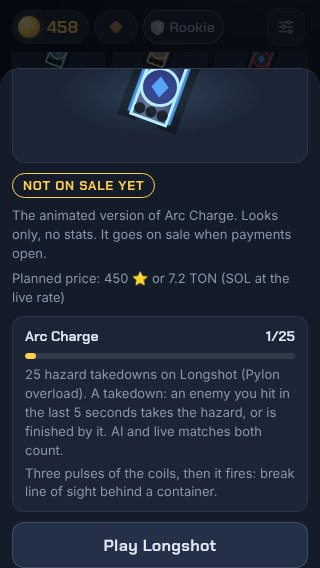 458
Rookie
NOT ON SALE YET
The animated version of Arc Charge. Looks
only, no stats. It goes on sale when payments
open.
Planned price: 450 ⭐ or 7.2 TON (SOL at the
live rate)
Arc Charge 1/25
25 hazard takedowns on Longshot (Pylon
overload). A takedown: an enemy you hit in
the last 5 seconds takes the hazard, or is
finished by it. AI and live matches both
count.
Three pulses of the coils, then it fires: break
line of sight behind a container.
Play Longshot